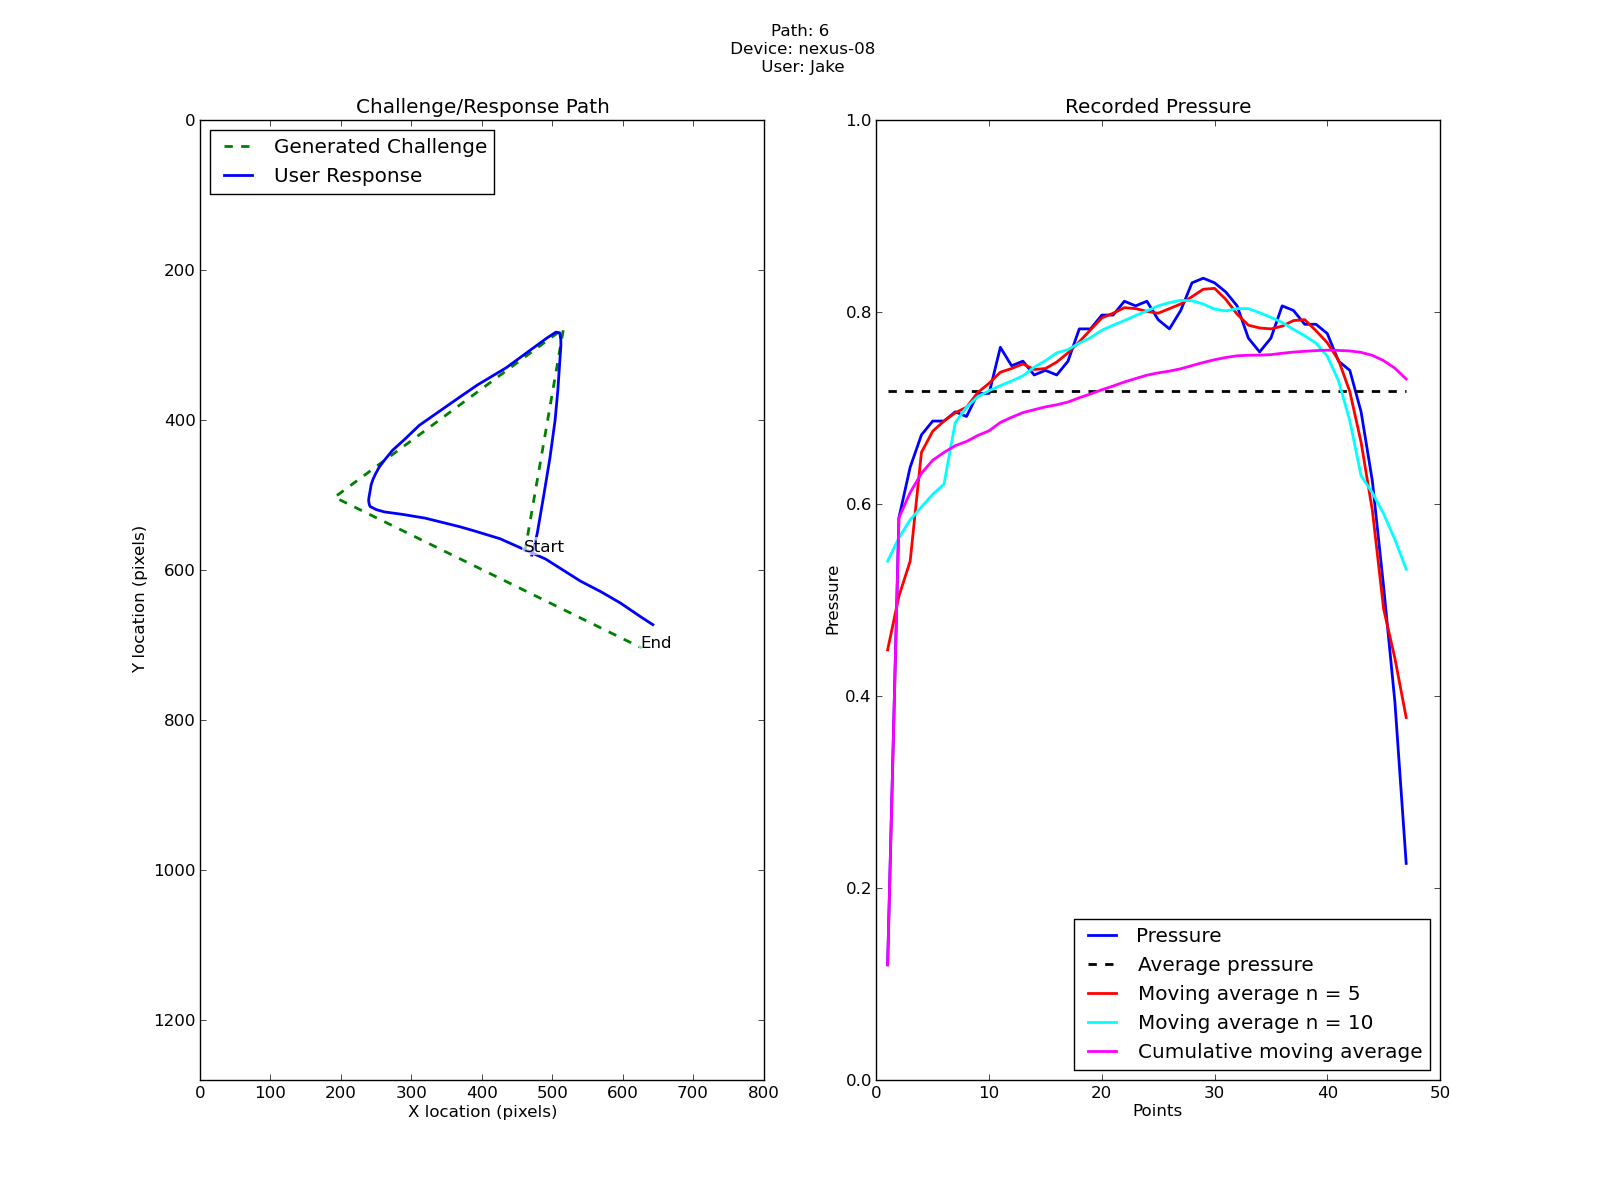 Path: 6
Device: nexus-08
User: Jake
Challenge/Response Path
Generated Challenge
User Response
0
200
400
600
800
1000
1200
Y location (pixels)
Start
End
0 100 200 300 400 500 600 700 800
X location (pixels)
Recorded Pressure
1.0
0.8
0.6
0.4
0.2
0.0
Pressure
Pressure
Average pressure
Moving average n = 5
Moving average n = 10
Cumulative moving average
0 10 20 30 40 50
Points